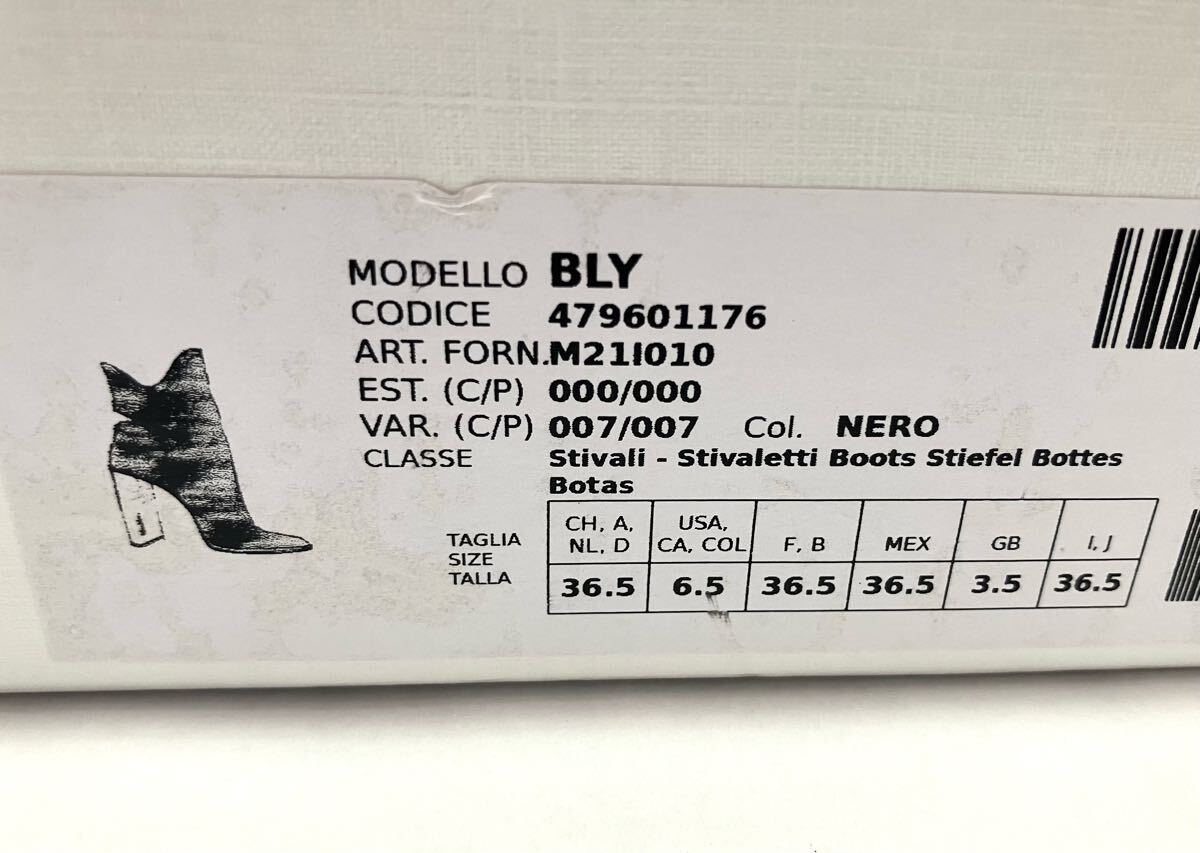 MODELLO BLY
CODICE 479601176
ART. FORN.M21I010
EST. (C/P) 000/000
VAR. (C/P) 007/007 Col. NERO
CLASSE Stivali - Stivaletti Boots Stiefel Bottes
Botas
TAGLIA
SIZE
TALLA
CH, A, NL, D USA, CA, COL F, B MEX GB I, J
36.5 6.5 36.5 36.5 3.5 36.5